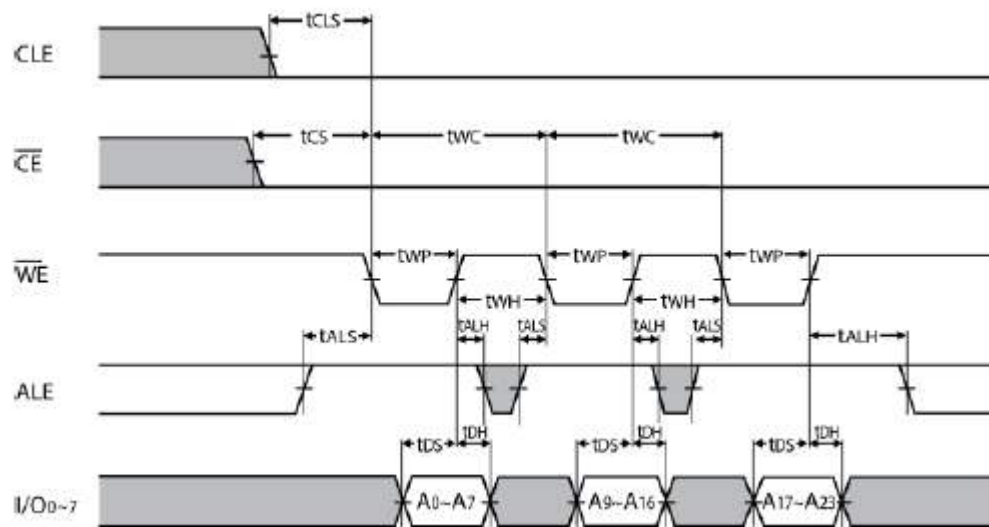 CLE
tCLS
CE
tCS
tWC
tWC
WE
tWP
tWP
tWP
tWH
tWH
tALS
tALH
tALS
tALH
tALS
tALH
ALE
tDS
tDH
tDS
tDH
tDS
tDH
I/O0~7
A0~A7
A9~A16
A17~A23